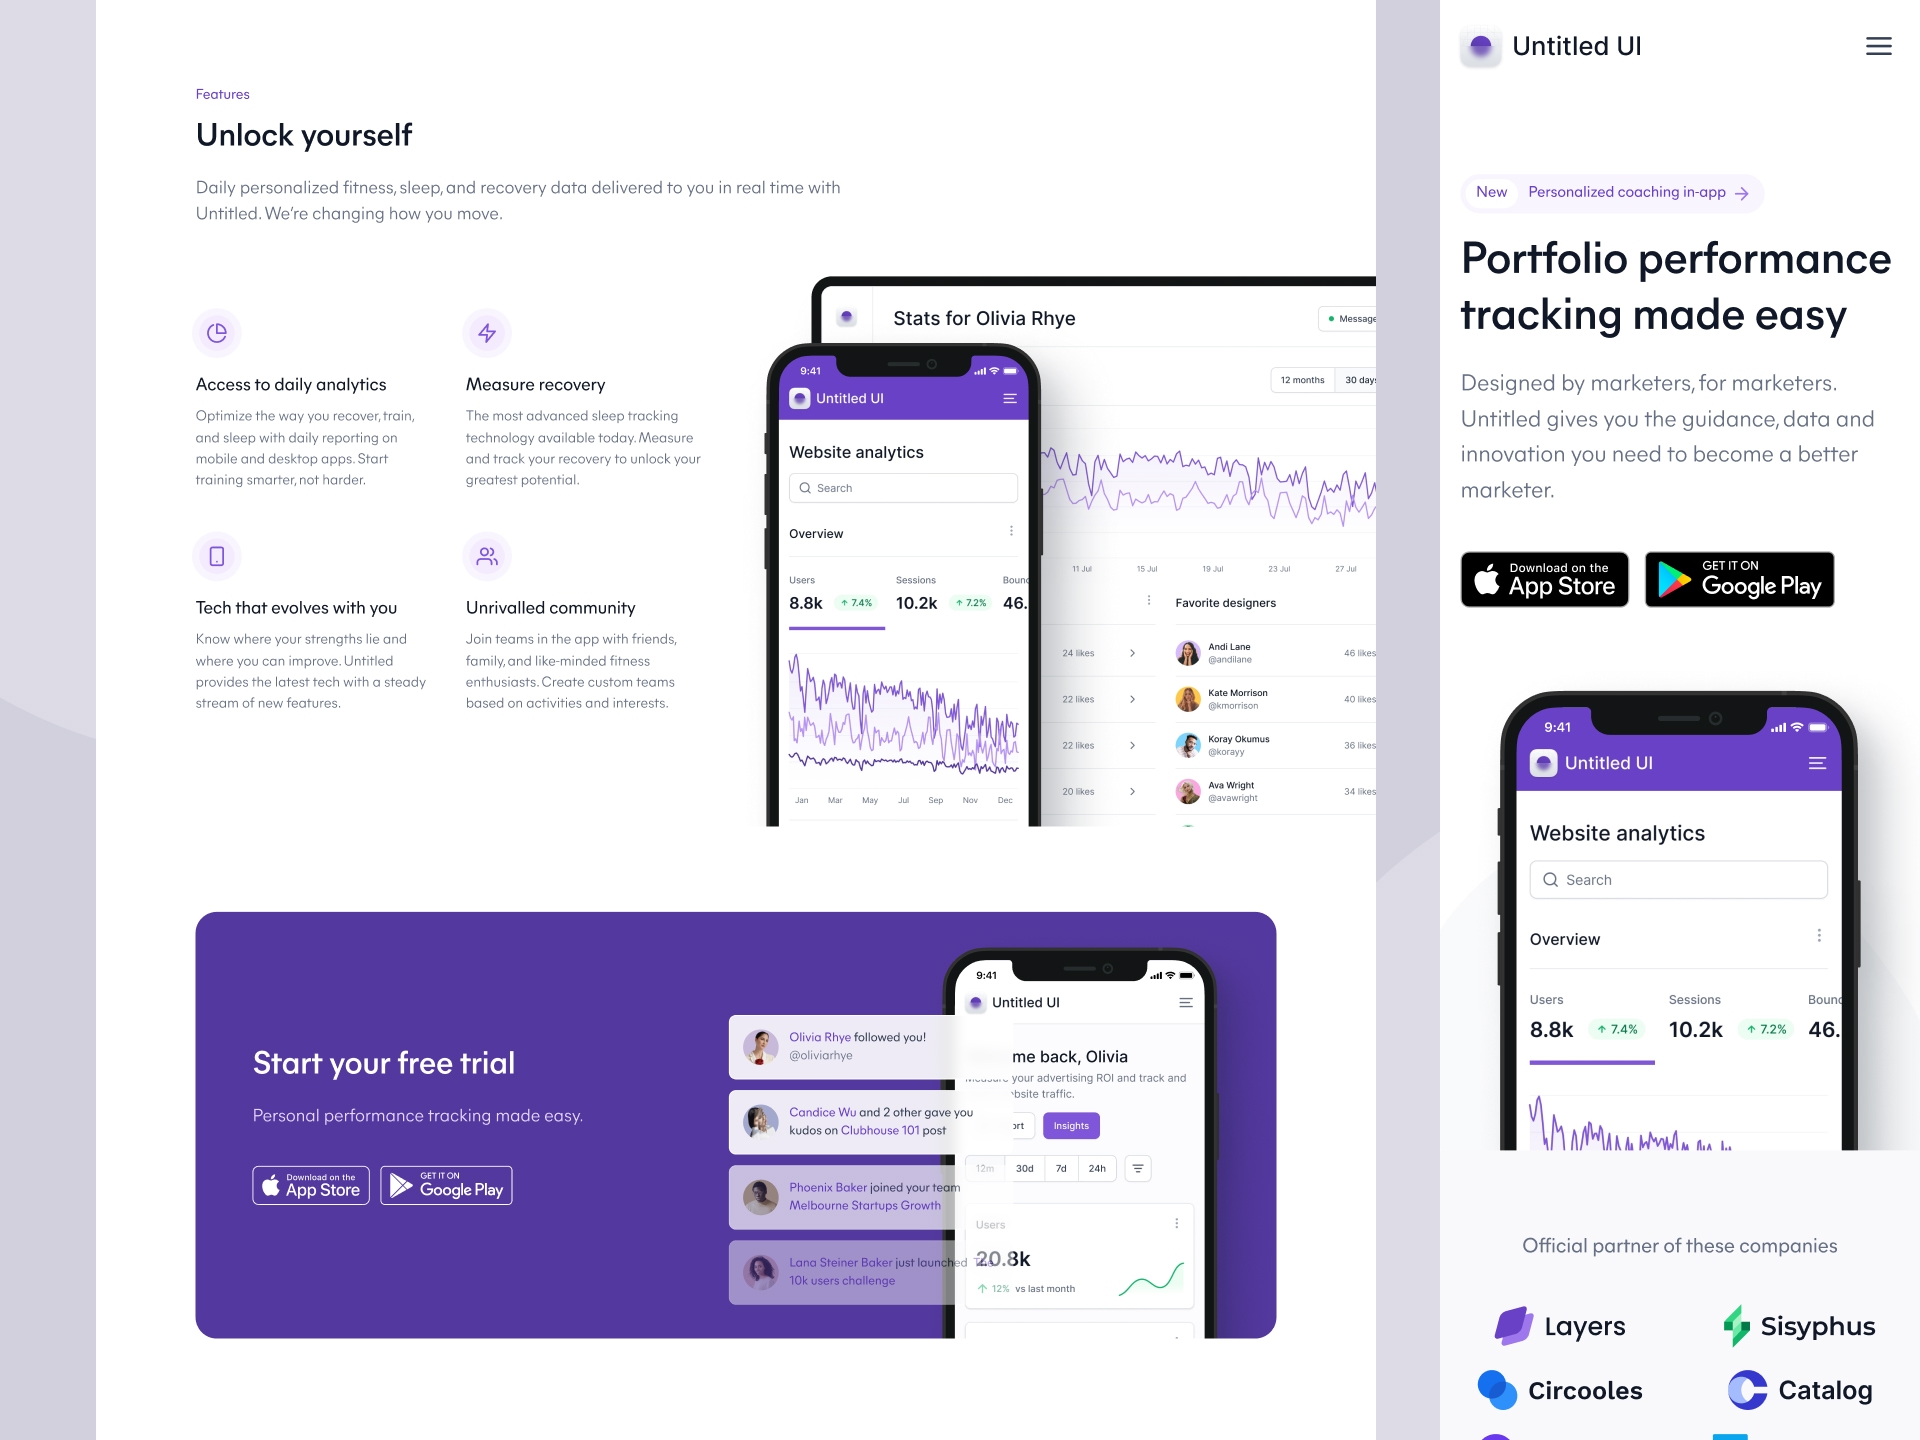 Features
Unlock yourself
Daily personalized fitness, sleep, and recovery data delivered to you in real time with
Untitled. We're changing how you move.
Access to daily analytics
Optimize the way you recover, train,
and sleep with daily reporting on
mobile and desktop apps. Start
training smarter, not harder.
Measure recovery
The most advanced sleep tracking
technology available today. Measure
and track your recovery to unlock your
greatest potential.
Tech that evolves with you
Know where your strengths lie and
where you can improve. Untitled
provides the latest tech with a steady
stream of new features.
Unrivalled community
Join teams in the app with friends,
family, and like-minded fitness
enthusiasts. Create custom teams
based on activities and interests.
Stats for Olivia Rhye
Message
12 months
30 days
11 Jul
15 Jul
19 Jul
23 Jul
27 Jul
Favorite designers
24 likes
Andi Lane
@andilane
46 likes
22 likes
Kate Morrison
@kmorrison
40 likes
22 likes
Koray Okumus
@korayy
36 likes
20 likes
Ava Wright
@avawright
34 likes
9:41
Untitled UI
Website analytics
Search
Overview
Users
8.8k
7.4%
Sessions
10.2k
7.2%
Bounc
46.
Jan
Mar
May
Jul
Sep
Nov
Dec
Start your free trial
Personal performance tracking made easy.
Download on the
App Store
GET IT ON
Google Play
Olivia Rhye followed you!
@oliviarhye
Candice Wu and 2 other gave you
kudos on Clubhouse 101 post
Phoenix Baker joined your team
Melbourne Startups Growth
Lana Steiner Baker just launched The
10k users challenge
9:41
Untitled UI
me back, Olivia
Measure your advertising ROI and track and
bsite traffic.
ort
Insights
12m
30d
7d
24h
Users
20.8k
12% vs last month
Untitled UI
New
Personalized coaching in-app
Portfolio performance
tracking made easy
Designed by marketers, for marketers.
Untitled gives you the guidance, data and
innovation you need to become a better
marketer.
Download on the
App Store
GET IT ON
Google Play
9:41
Untitled UI
Website analytics
Search
Overview
Users
8.8k
7.4%
Sessions
10.2k
7.2%
Bounc
46.
Official partner of these companies
Layers
Sisyphus
Circooles
Catalog